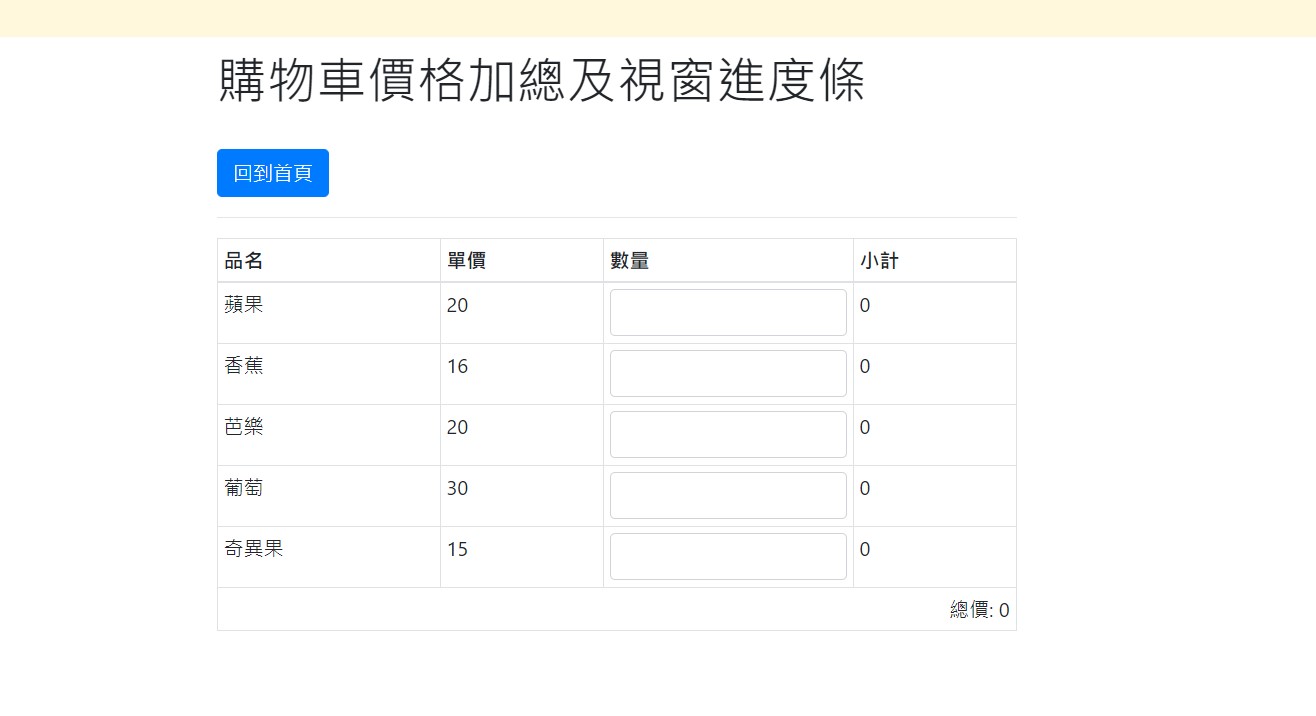 購物車價格加總及視窗進度條
回到首頁
品名 單價 數量 小計
蘋果 20 0
香蕉 16 0
芭樂 20 0
葡萄 30 0
奇異果 15 0
總價: 0